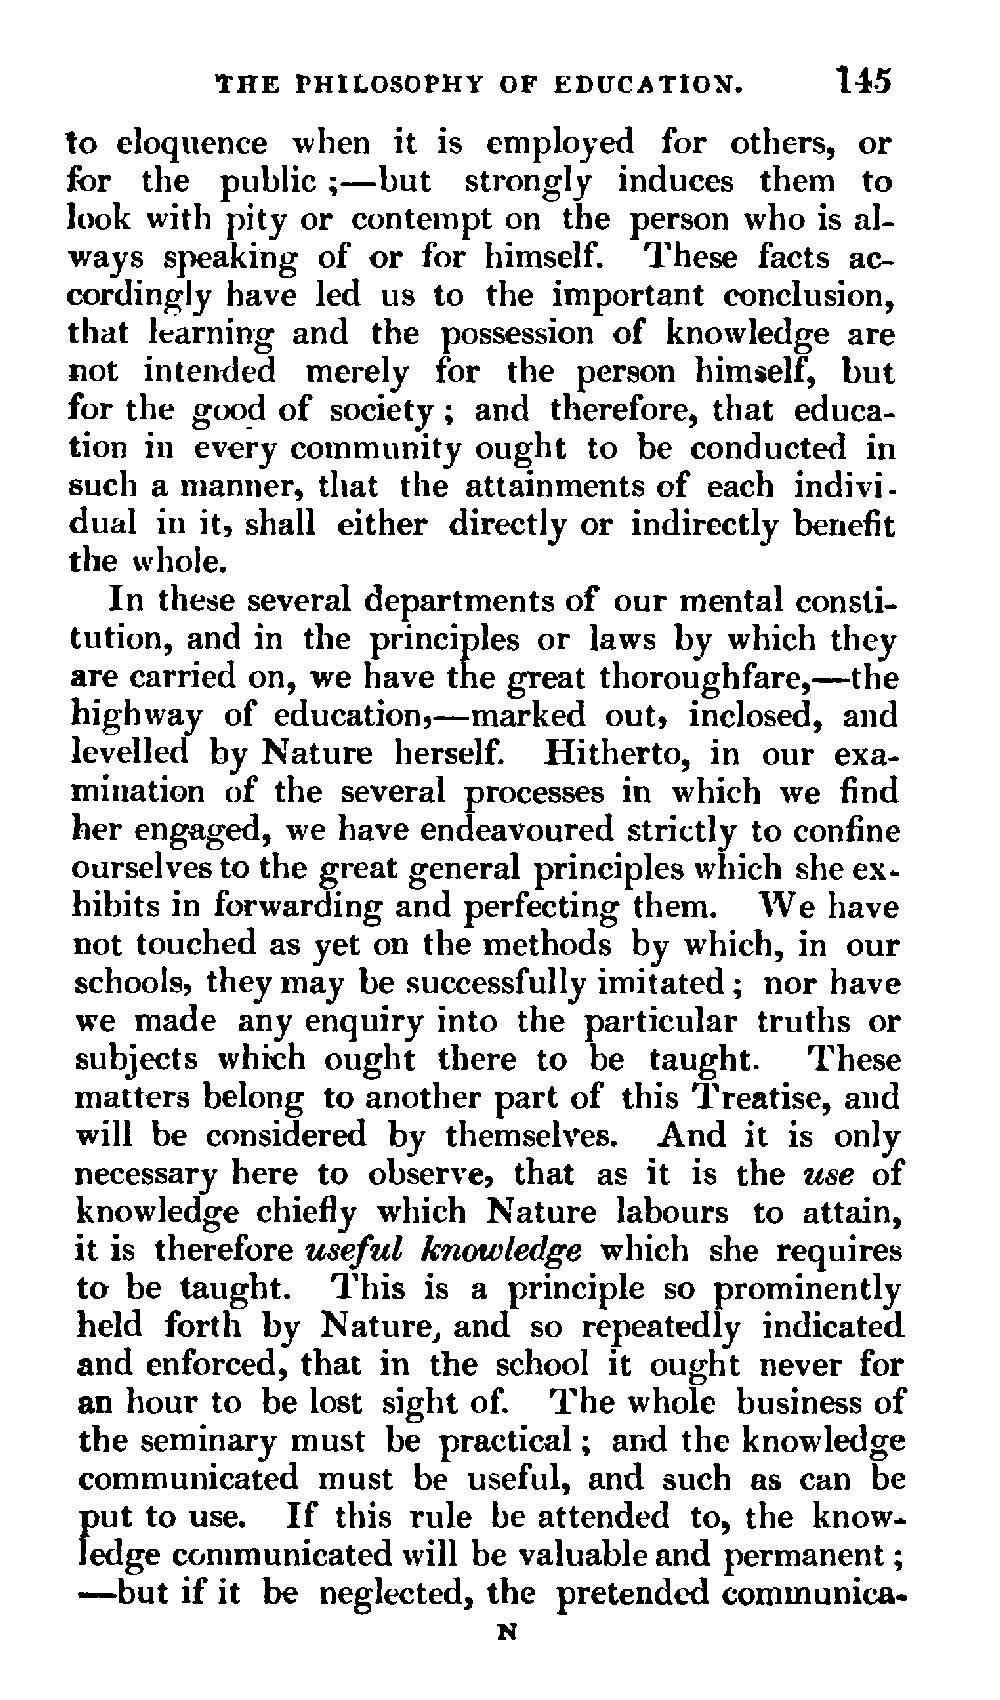 THE PHILOSOPHY OF EDUCATION. 145
to eloquence when it is employed for others, or
for the public ;—but strongly induces them to
look with pity or contempt on the person who is al-
ways speaking of or for himself. These facts ac-
cordingly have led us to the important conclusion,
that learning and the possession of knowledge are
not intended merely for the person himself, but
for the good of society ; and therefore, that educa-
tion in every community ought to be conducted in
such a manner, that the attainments of each indivi-
dual in it, shall either directly or indirectly benefit
the whole.
In these several departments of our mental consti-
tution, and in the principles or laws by which they
are carried on, we have the great thoroughfare,—the
highway of education,—marked out, inclosed, and
levelled by Nature herself. Hitherto, in our exa-
mination of the several processes in which we find
her engaged, we have endeavoured strictly to confine
ourselves to the great general principles which she ex-
hibits in forwarding and perfecting them. We have
not touched as yet on the methods by which, in our
schools, they may be successfully imitated ; nor have
we made any enquiry into the particular truths or
subjects which ought there to be taught. These
matters belong to another part of this Treatise, and
will be considered by themselves. And it is only
necessary here to observe, that as it is the use of
knowledge chiefly which Nature labours to attain,
it is therefore useful knowledge which she requires
to be taught. This is a principle so prominently
held forth by Nature, and so repeatedly indicated
and enforced, that in the school it ought never for
an hour to be lost sight of. The whole business of
the seminary must be practical ; and the knowledge
communicated must be useful, and such as can be
put to use. If this rule be attended to, the know-
ledge communicated will be valuable and permanent ;
—but if it be neglected, the pretended communica-
N